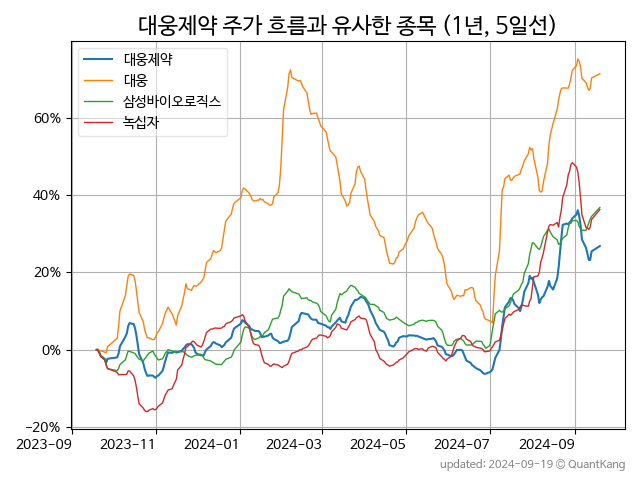 대웅제약 주가 흐름과 유사한 종목 (1년, 5일선)
대웅제약
대웅
삼성바이오로직스
녹십자
60%
40%
20%
0%
−20%
2023-09 2023-11 2024-01 2024-03 2024-05 2024-07 2024-09
updated: 2024-09-19 © QuantKang